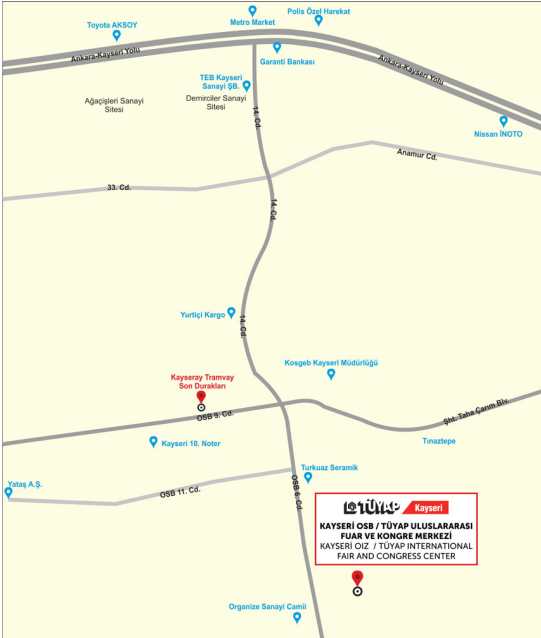 Metro Market
Polis Özel Harekat
Toyota AKSOY
Ankara-Kayseri Yolu
Garanti Bankası
Ankara-Kayseri Yolu
TEB Kayseri
Sanayi ŞB.
Ağaçişleri Sanayi
Sitesi
Demirciler Sanayi
Sitesi
14. Cd.
Nissan İNOTO
Anamur Cd.
33. Cd.
14. Cd.
Yurtiçi Kargo
14. Cd.
Kosgeb Kayseri Müdürlüğü
Kayseray Tramvay
Son Durakları
Şht. Taha Çarım Blv.
OSB 9. Cd.
Kayseri 10. Noter
Tınaztepe
Turkuaz Seramik
Yataş A.Ş.
OSB 11. Cd.
OSB 6. Cd.
TÜYAP Kayseri
KAYSERİ OSB / TÜYAP ULUSLARARASI
FUAR VE KONGRE MERKEZİ
KAYSERİ OIZ / TÜYAP INTERNATIONAL
FAIR AND CONGRESS CENTER
Organize Sanayi Camii